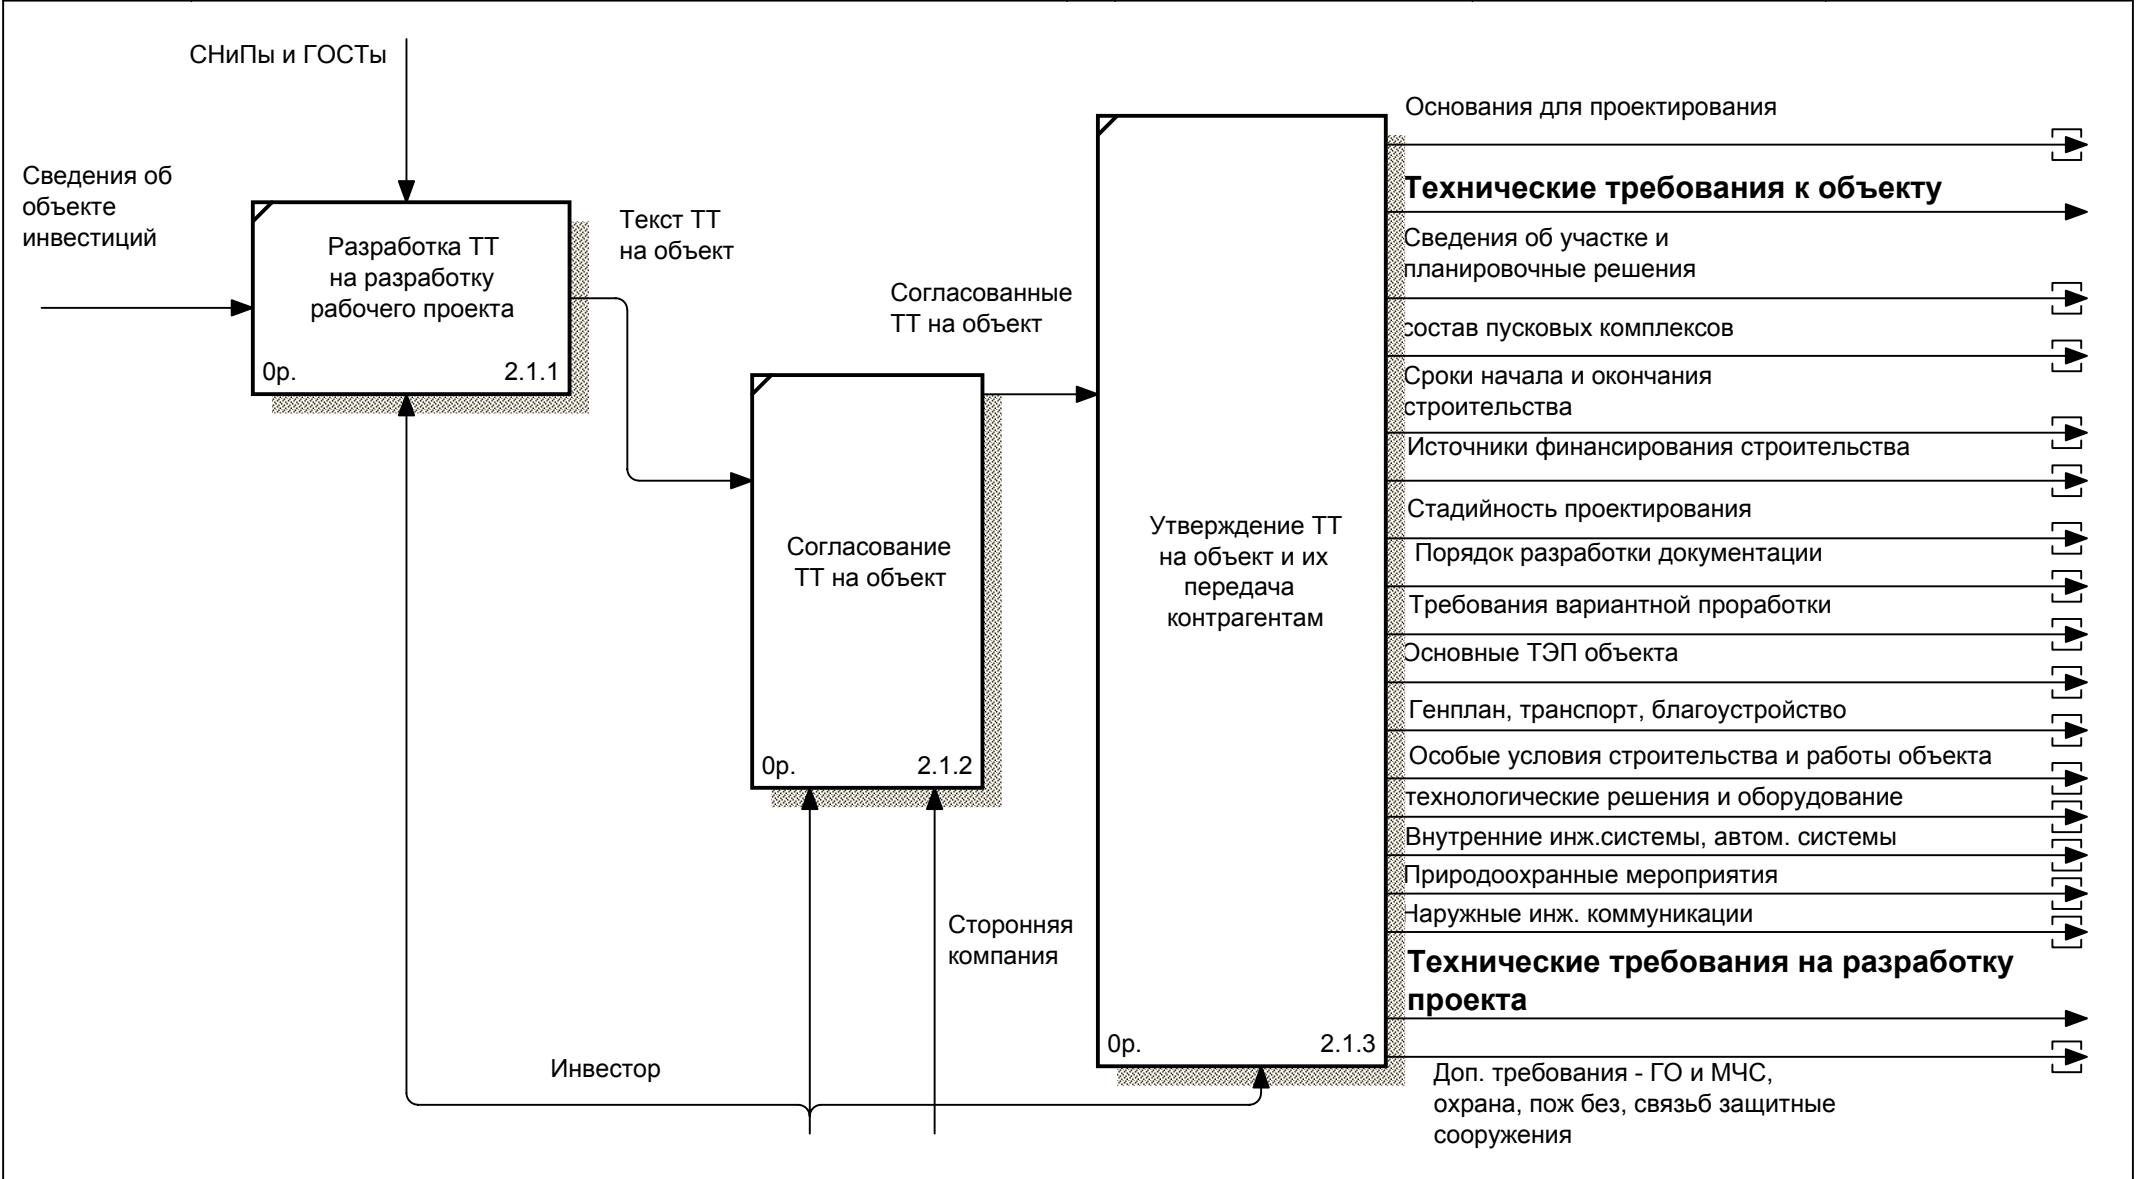 СНиПы и ГОСТы
Сведения об
объекте
инвестиций
Разработка ТТ
на разработку
рабочего проекта
0р. 2.1.1
Текст ТТ
на объект
Согласование
ТТ на объект
0р. 2.1.2
Согласованные
ТТ на объект
Утверждение ТТ
на объект и их
передача
контрагентам
0р. 2.1.3
Инвестор
Сторонняя
компания
Основания для проектирования
Технические требования к объекту
Сведения об участке и
планировочные решения
состав пусковых комплексов
Сроки начала и окончания
строительства
Источники финансирования строительства
Стадийность проектирования
Порядок разработки документации
Требования вариантной проработки
Основные ТЭП объекта
Генплан, транспорт, благоустройство
Особые условия строительства и работы объекта
технологические решения и оборудование
Внутренние инж.системы, автом. системы
Природоохранные мероприятия
Наружные инж. коммуникации
Технические требования на разработку
проекта
Доп. требования - ГО и МЧС,
охрана, пож без, связьб защитные
сооружения